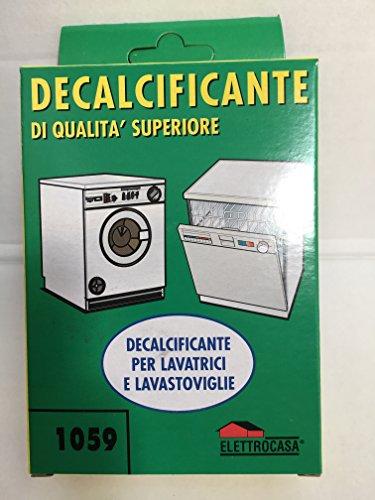 DECALCIFICANTE
DI QUALITA' SUPERIORE
DECALCIFICANTE
PER LAVATRICI
E LAVASTOVIGLIE
1059
ELETTROCASA®